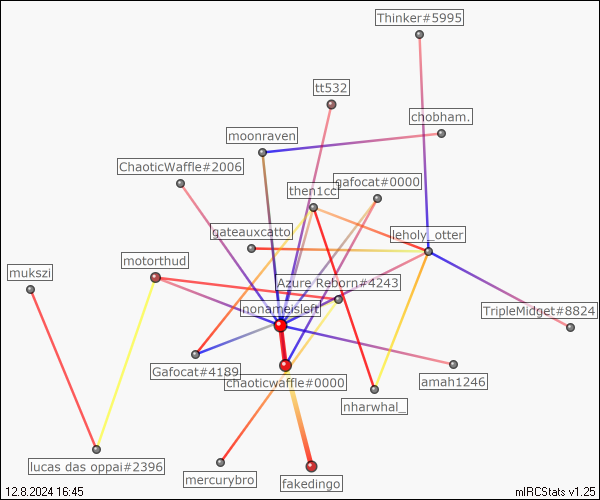 Thinker#5995
tt532
chobham.
moonraven
ChaoticWaffle#2006
gafocat#0000
then1cc
gateauxcatto
leholy_otter
motorthud
mukszi
Azure Reborn#4243
nonameisleft
TripleMidget#8824
Gafocat#4189
chaoticwaffle#0000
amah1246
nharwhal_
lucas das oppai#2396
mercurybro
fakedingo
12.8.2024 16:45
mIRCStats v1.25